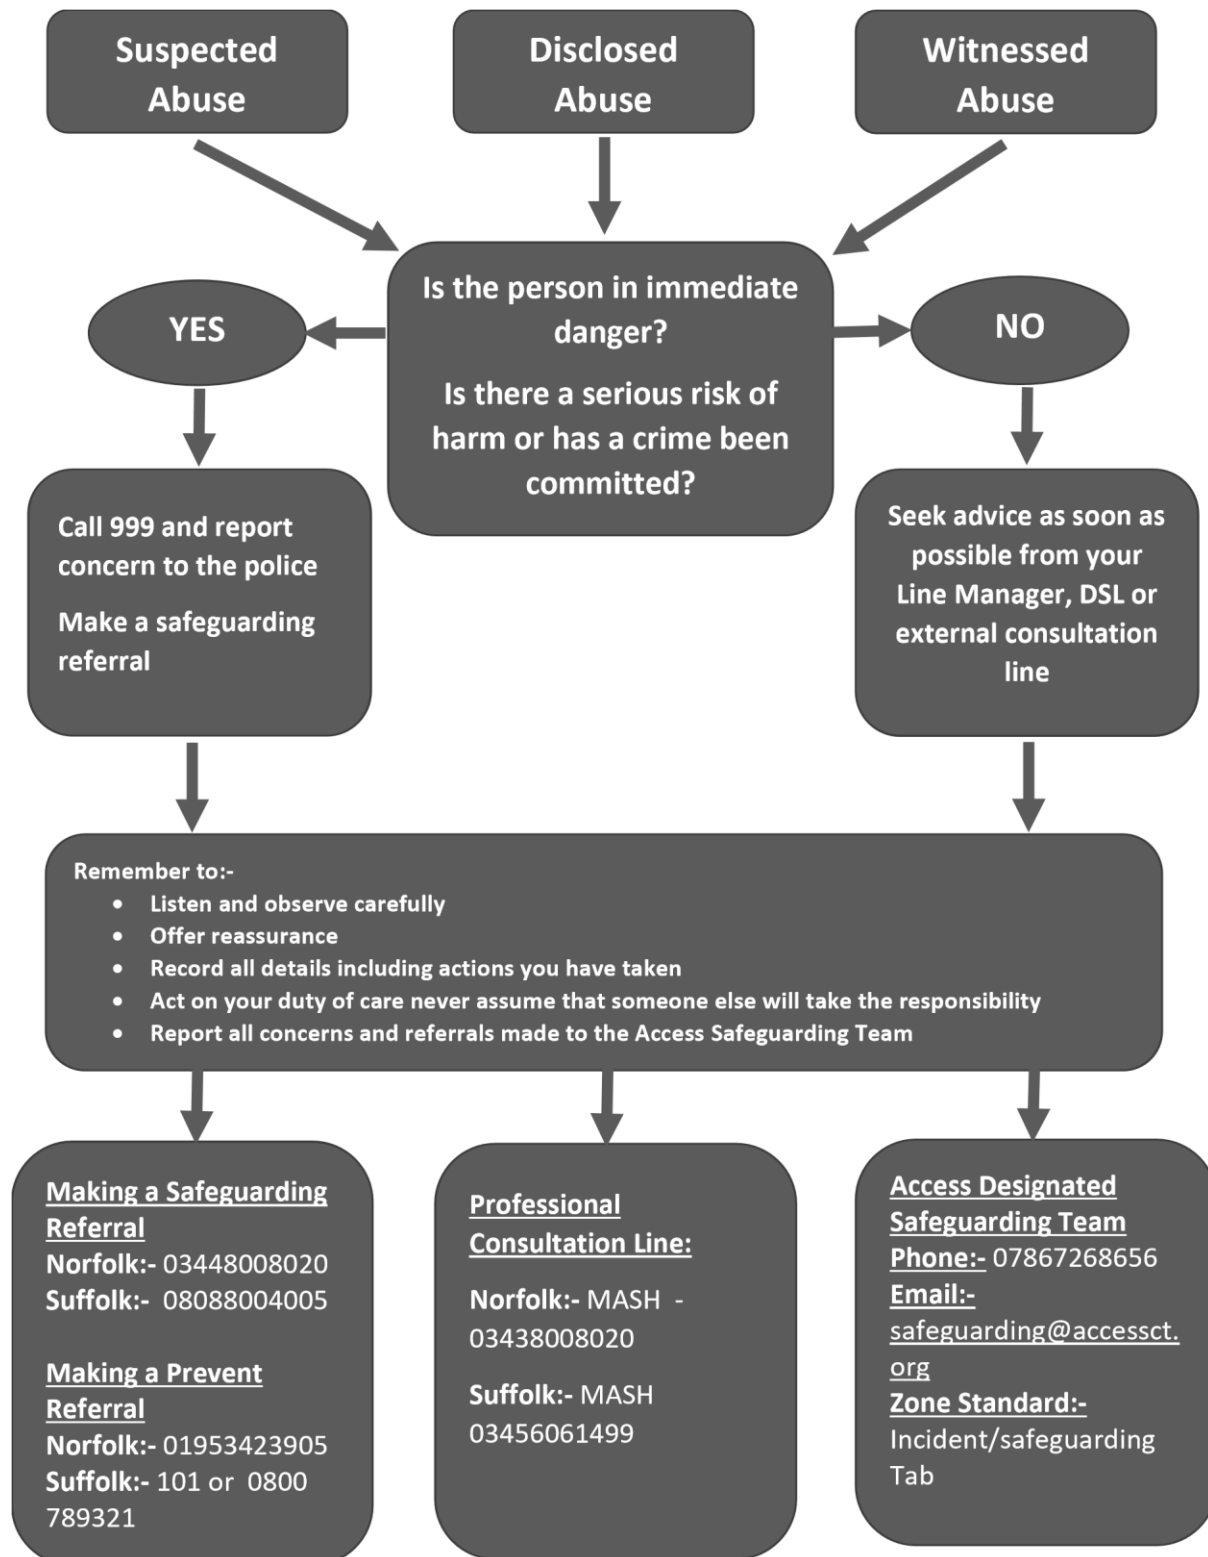 Suspected
Abuse
Disclosed
Abuse
Witnessed
Abuse
Is the person in immediate
danger?
Is there a serious risk of
harm or has a crime been
committed?
YES
NO
Call 999 and report
concern to the police
Make a safeguarding
referral
Seek advice as soon as
possible from your
Line Manager, DSL or
external consultation
line
Remember to:-
• Listen and observe carefully
• Offer reassurance
• Record all details including actions you have taken
• Act on your duty of care never assume that someone else will take the responsibility
• Report all concerns and referrals made to the Access Safeguarding Team
Making a Safeguarding
Referral
Norfolk:- 03448008020
Suffolk:- 08088004005
Making a Prevent
Referral
Norfolk:- 01953423905
Suffolk:- 101 or 0800
789321
Professional
Consultation Line:
Norfolk:- MASH -
03438008020
Suffolk:- MASH
03456061499
Access Designated
Safeguarding Team
Phone:- 07867268656
Email:-
safeguarding@accessct.
org
Zone Standard:-
Incident/safeguarding
Tab